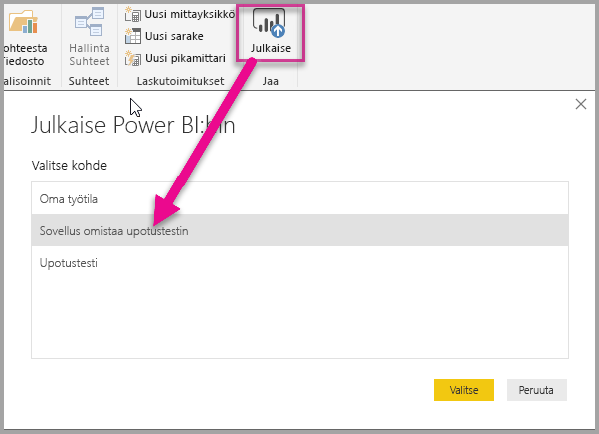 Uusi mittayksikkö
ohteesta
Tiedosto
Hallinta
Suhteet
Uusi sarake
Uusi pikamittari
Julkaise
alisoinnit
Suhteet
Laskutoimitukset
Jaa
Julkaise Power BI:hin
Valitse kohde
Oma työtila
Sovellus omistaa upotustestin
Upotustesti
Valitse
Peruuta